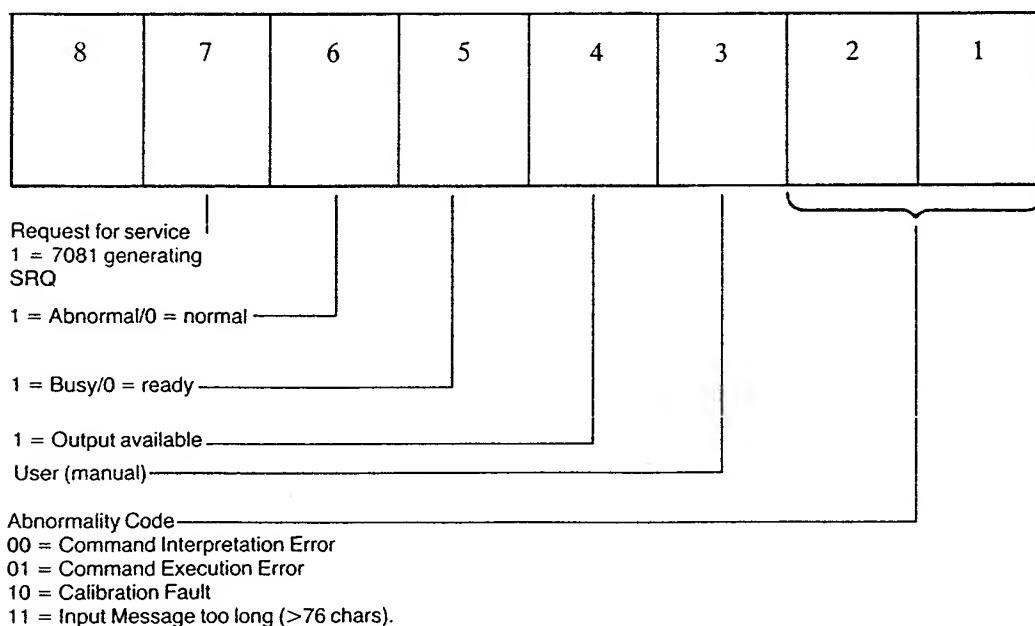 8 7 6 5 4 3 2 1
Request for service
1 = 7081 generating
SRQ
1 = Abnormal/0 = normal
1 = Busy/0 = ready
1 = Output available
User (manual)
Abnormality Code
00 = Command Interpretation Error
01 = Command Execution Error
10 = Calibration Fault
11 = Input Message too long (>76 chars).